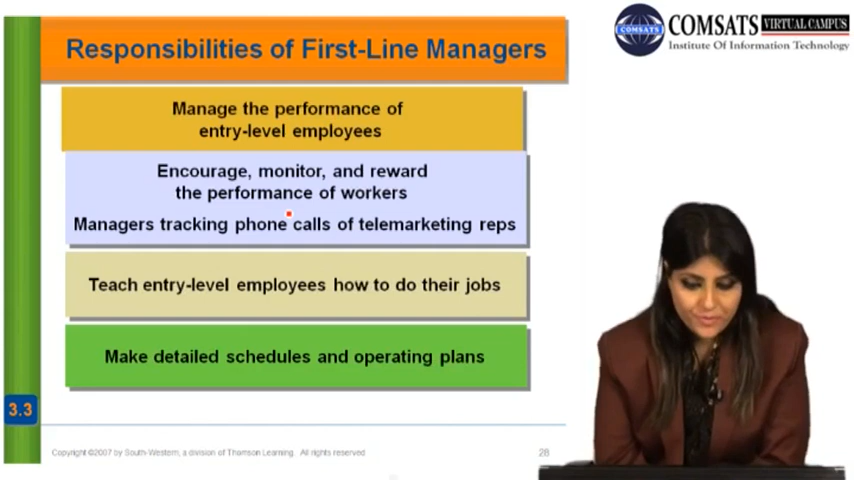 Responsibilities of First-Line Managers
COMSATS
COMSATS
VIRTUAL CAMPUS
Institute Of Information Technology
Manage the performance of
entry-level employees
Encourage, monitor, and reward
the performance of workers
Managers tracking phone calls of telemarketing reps
Teach entry-level employees how to do their jobs
Make detailed schedules and operating plans
3.3
Copyright ©2007 by South-Western, a division of Thomson Learning. All rights reserved
28